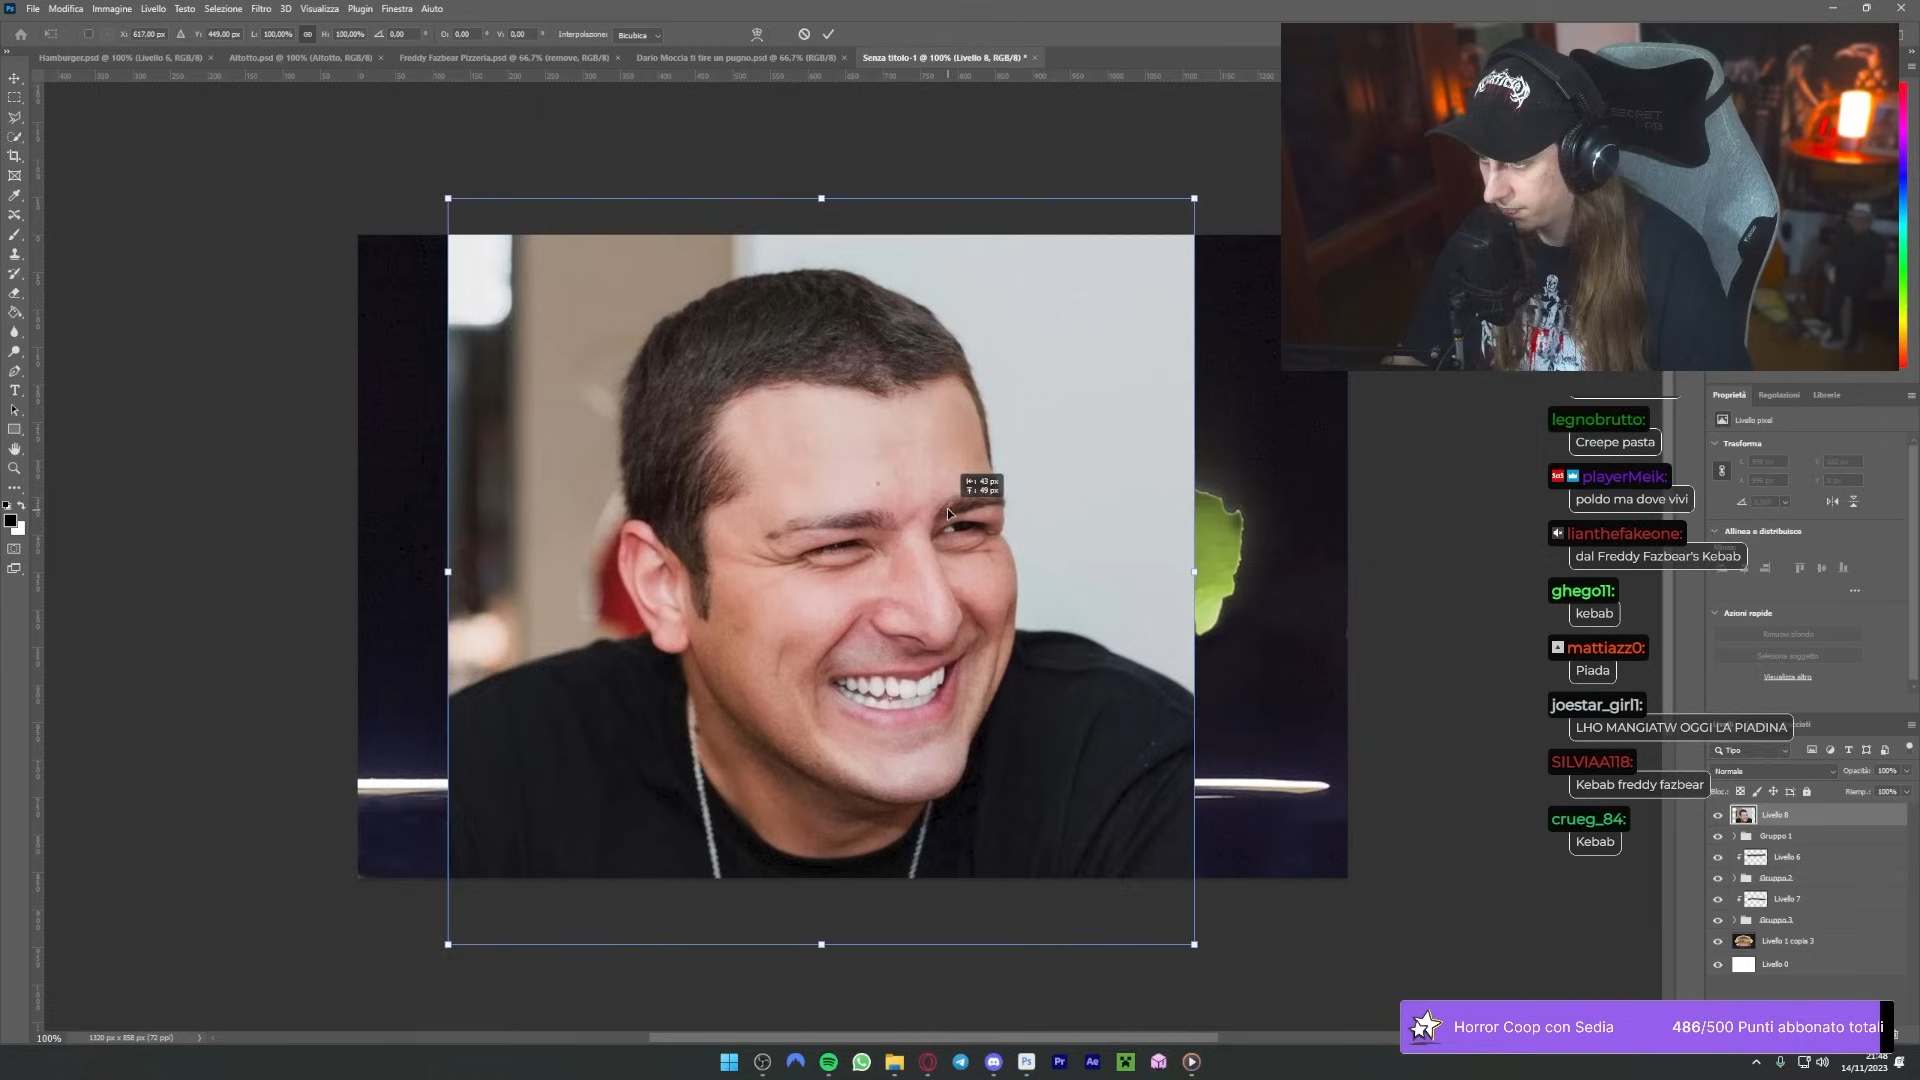 File Modifica Immagine Livello Testo Selezione Filtro 3D Visualizza Plugin Finestra Aiuto
X: 617,00 px Y: 449,00 px L: 100,00% H: 100,00% 0,00 ° O: 0,00 ° V: 0,00 ° Interpolazione: Bicubica
Hamburger.psd @ 100% (Livello 6, RGB/8) ×
Altotto.psd @ 100% (Altotto, RGB/8) ×
Freddy Fazbear Pizzeria.psd @ 66,7% (remove, RGB/8) ×
Dario Moccia ti tire un pugno.psd @ 66,7% (RGB/8) ×
Senza titolo-1 @ 100% (Livello 8, RGB/8) * ×
SECRET
LAB
: 43 px
: 49 px
legnobrutto:
Creepe pasta
playerMeik:
poldo ma dove vivi
lianthefakeone:
dal Freddy Fazbear's Kebab
ghego11:
kebab
mattiazz0:
Piada
joestar_girl1:
LHO MANGIATW OGGI LA PIADINA
SILVIAA118:
Kebab freddy fazbear
crueg_84:
Kebab
Proprietà Regolazioni Librerie
Livello pixel
Trasforma
Allinea e distribuisce
Azioni rapide
Rimuovi sfondo
Seleziona soggetto
Visualizza altro
Tipo
Normale Opacità: 100%
Bloc.: Riemp.: 100%
Livello 8
Gruppo 1
Livello 6
Gruppo 2
Livello 7
Gruppo 3
Livello 1 copia 3
Livello 0
Horror Coop con Sedia 486/500 Punti abbonato totali
100% 1320 px x 858 px (72 ppi)
Ps Pr Ae
21:48
14/11/2023